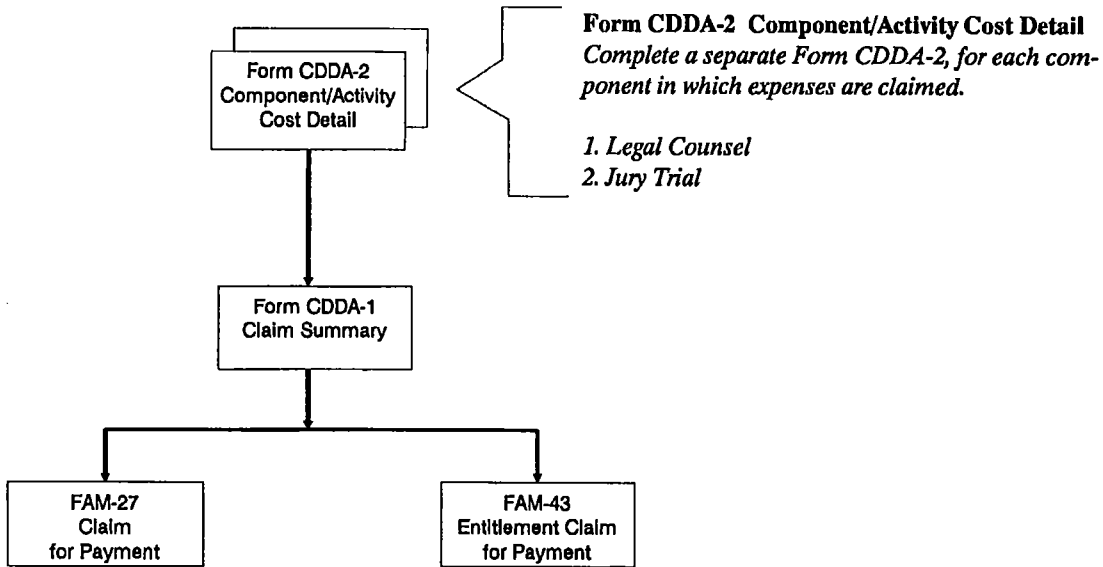 Form CDDA-2
Component/Activity
Cost Detail
Form CDDA-2 Component/Activity Cost Detail
Complete a separate Form CDDA-2, for each com-
ponent in which expenses are claimed.
1. Legal Counsel
2. Jury Trial
Form CDDA-1
Claim Summary
FAM-27
Claim
for Payment
FAM-43
Entitlement Claim
for Payment